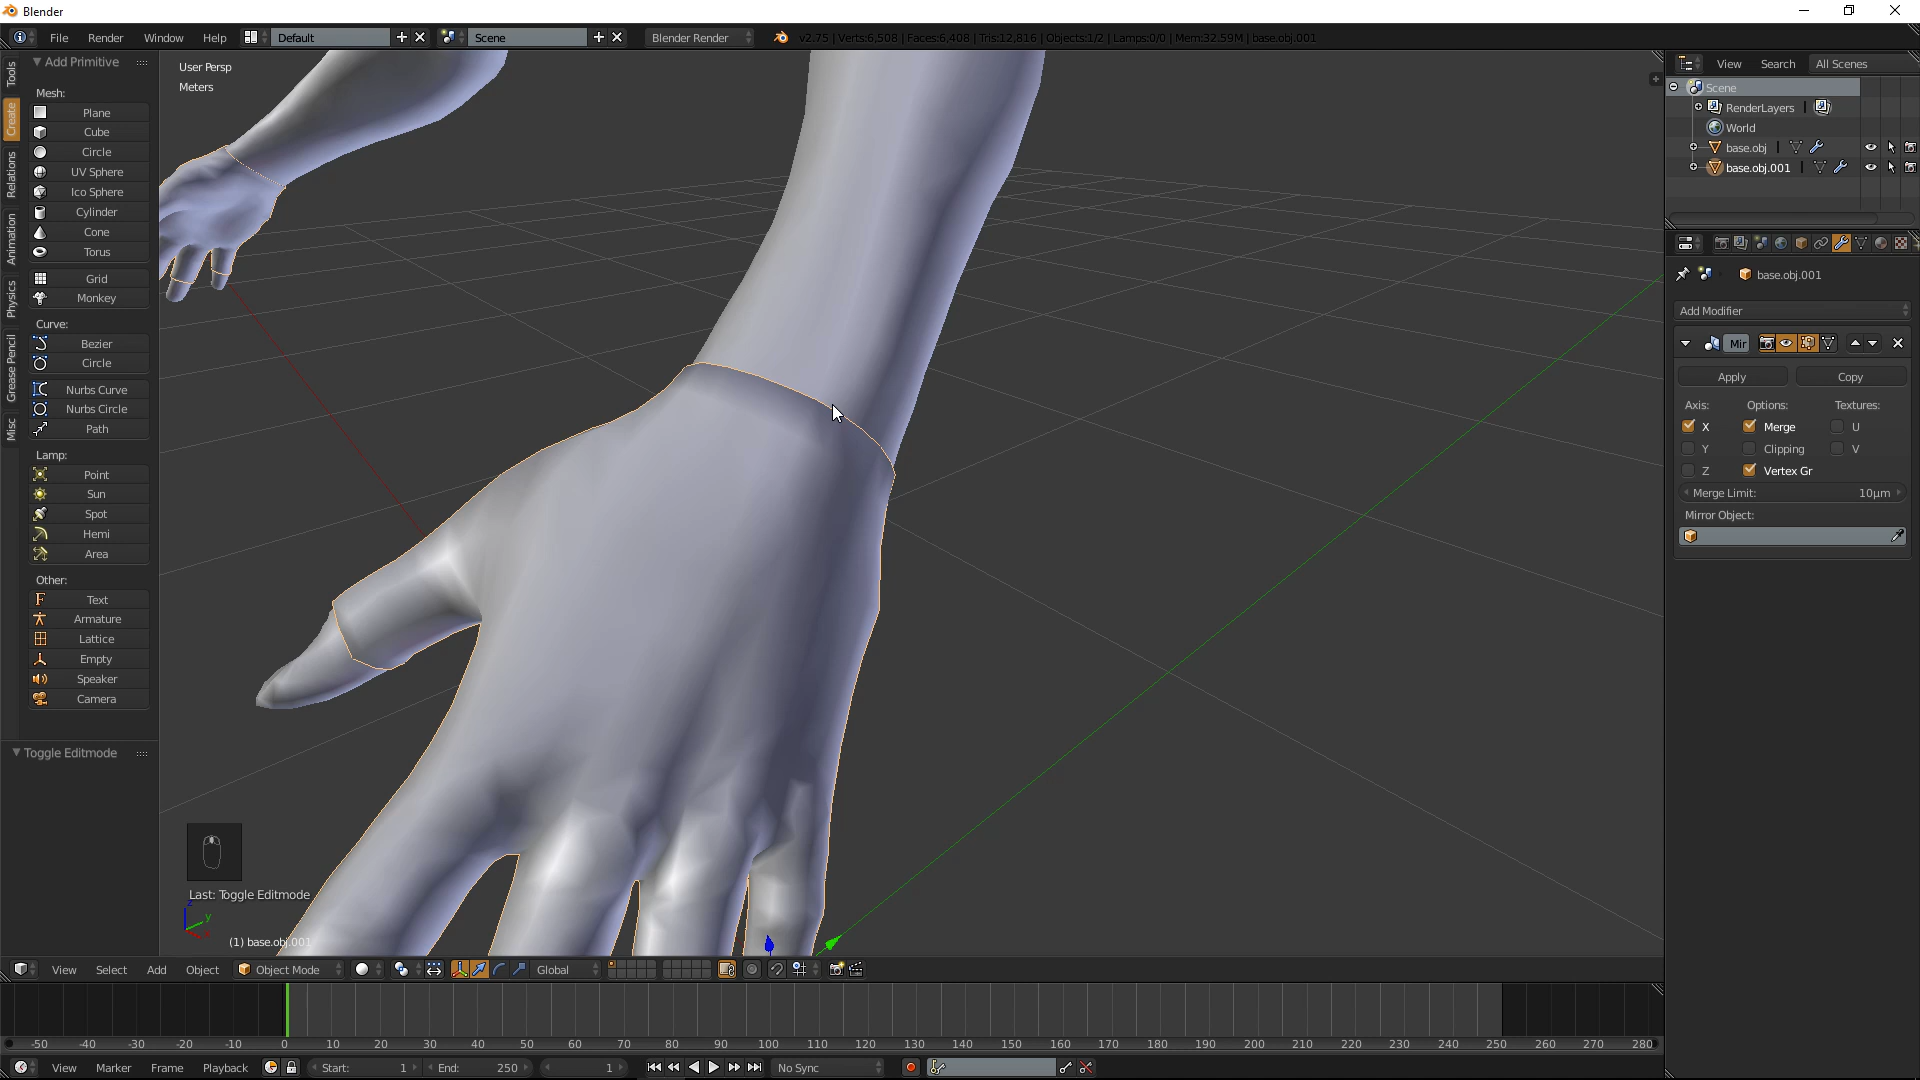 Blender
File Render Window Help Default Scene Blender Render v2.75 | Verts:6,508 | Faces:6,408 | Tris:12,816 | Objects:1/2 | Lamps:0/0 | Mem:32.59M | base.obj.001
Tools
Create
Relations
Animation
Physics
Grease Pencil
Misc
Add Primitive
Mesh:
Plane
Cube
Circle
UV Sphere
Ico Sphere
Cylinder
Cone
Torus
Grid
Monkey
Curve:
Bezier
Circle
Nurbs Curve
Nurbs Circle
Path
Lamp:
Point
Sun
Spot
Hemi
Area
Other:
Text
Armature
Lattice
Empty
Speaker
Camera
Toggle Editmode
User Persp
Meters
Last: Toggle Editmode
(1) base.obj.001
View Search All Scenes
Scene
RenderLayers
World
base.obj
base.obj.001
base.obj.001
Add Modifier
Mir
Apply Copy
Axis: Options: Textures:
X Merge U
Y Clipping V
Z Vertex Gr
Merge Limit: 10µm
Mirror Object:
View Select Add Object Object Mode Global
-50 -40 -30 -20 -10 0 10 20 30 40 50 60 70 80 90 100 110 120 130 140 150 160 170 180 190 200 210 220 230 240 250 260 270 280
View Marker Frame Playback Start: 1 End: 250 1 No Sync